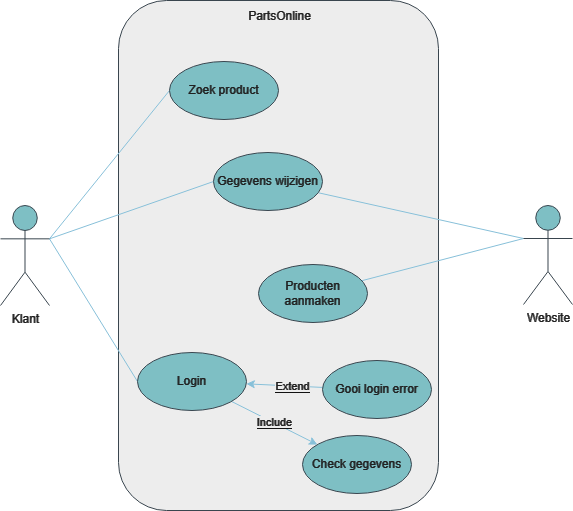 PartsOnline
Zoek product
Gegevens wijzigen
Klant
Website
Producten
aanmaken
Login
Extend
Gooi login error
Include
Check gegevens